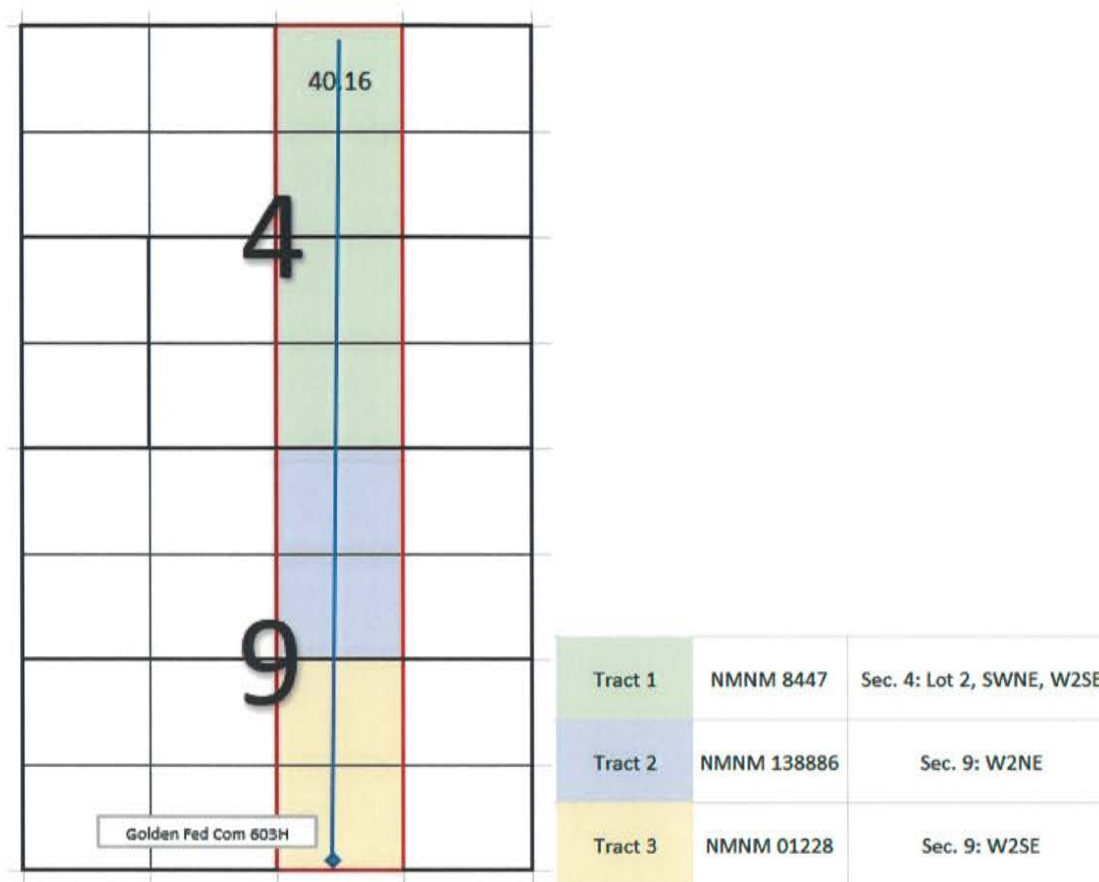 40.16
4
9
Golden Fed Com 603H
Tract 1 NMNM 8447 Sec. 4: Lot 2, SWNE, W2SE
Tract 2 NMNM 138886 Sec. 9: W2NE
Tract 3 NMNM 01228 Sec. 9: W2SE